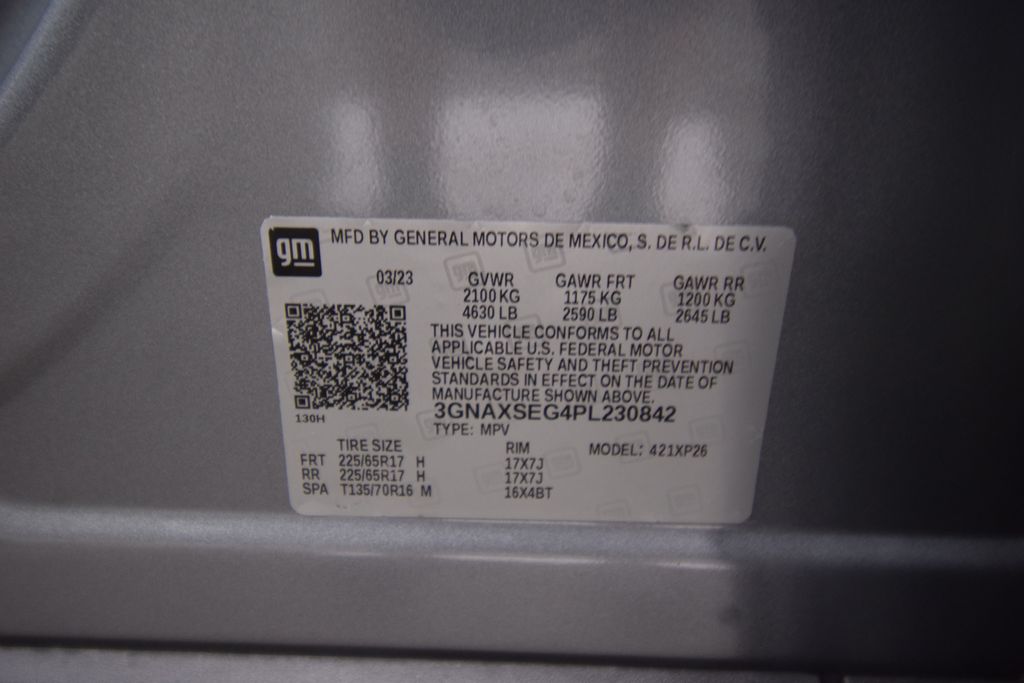 gm MFD BY GENERAL MOTORS DE MEXICO, S. DE R.L. DE C.V.
03/23 GVWR GAWR FRT GAWR RR
2100 KG 1175 KG 1200 KG
4630 LB 2590 LB 2645 LB
THIS VEHICLE CONFORMS TO ALL
APPLICABLE U.S. FEDERAL MOTOR
VEHICLE SAFETY AND THEFT PREVENTION
STANDARDS IN EFFECT ON THE DATE OF
MANUFACTURE SHOWN ABOVE.
3GNAXSEG4PL230842
130H
TYPE: MPV
TIRE SIZE RIM MODEL: 421XP26
FRT 225/65R17 H 17X7J
RR 225/65R17 H 17X7J
SPA T135/70R16 M 16X4BT